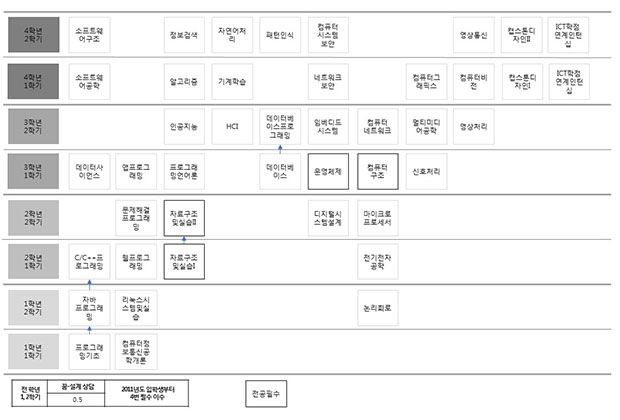 4학년
2학기
소프트웨
어구조
정보검색
자연어처
리
패턴인식
컴퓨터
시스템
보안
영상통신
캡스톤디
자인II
ICT학점
연계인턴
십
4학년
1학기
소프트웨
어공학
알고리즘
기계학습
네트워크
보안
컴퓨터그
래픽스
컴퓨터비
전
캡스톤디
자인I
ICT학점
연계인턴
십
3학년
2학기
인공지능
HCI
데이터베
이스프로
그래밍
임베디드
시스템
컴퓨터
네트워크
멀티미디
어공학
영상처리
3학년
1학기
데이터사
이언스
앱프로그
래밍
프로그래
밍언어론
데이터베
이스
운영체제
컴퓨터
구조
신호처리
2학년
2학기
문제해결
프로그래
밍
자료구조
및실습II
디지털시
스템설계
마이크로
프로세서
2학년
1학기
C/C++프
로그래밍
웹프로그
래밍
자료구조
및실습I
전기전자
공학
1학년
2학기
자바
프로그래
밍
리눅스시
스템및실
습
논리회로
1학년
1학기
프로그래
밍기초
컴퓨터정
보통신공
학개론
전 학년
1, 2학기
꿈-설계 상담
0.5
2011년도 입학생부터
4번 필수 이수
전공필수